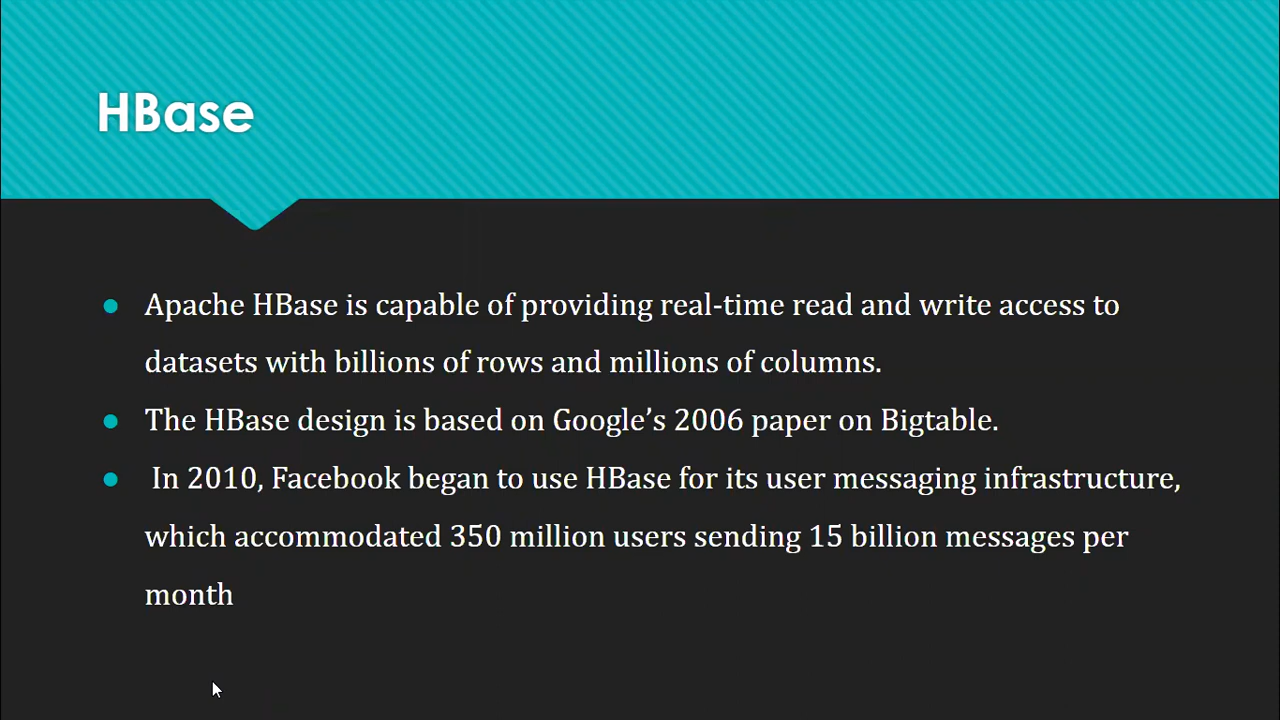 HBase
Apache HBase is capable of providing real-time read and write access to
datasets with billions of rows and millions of columns.
The HBase design is based on Google’s 2006 paper on Bigtable.
In 2010, Facebook began to use HBase for its user messaging infrastructure,
which accommodated 350 million users sending 15 billion messages per
month